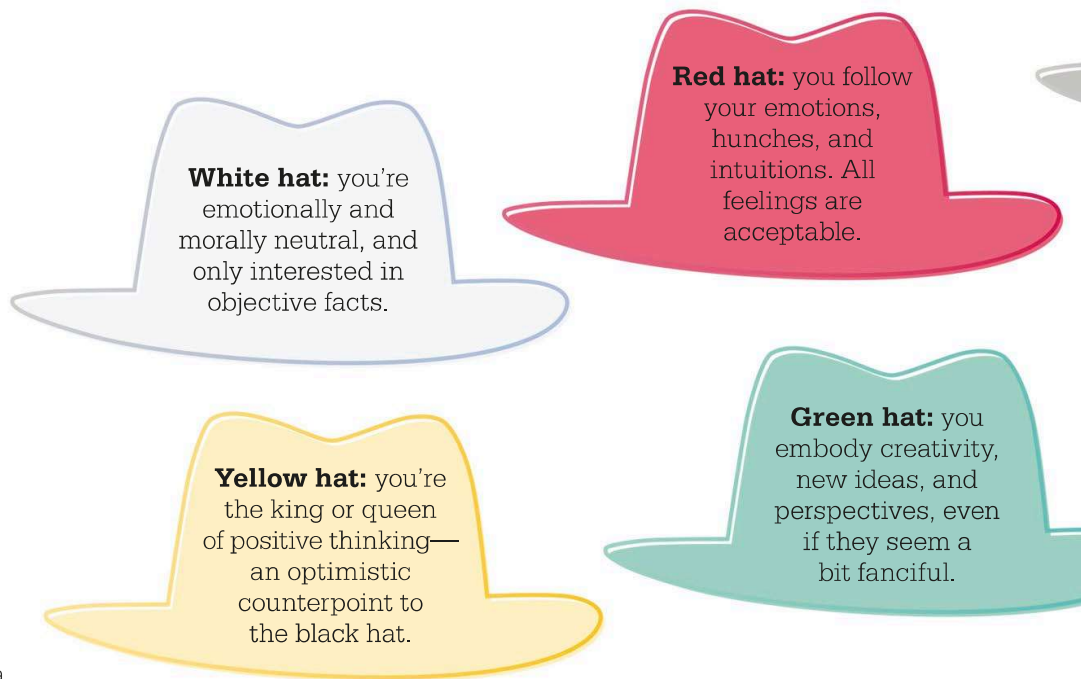 White hat: you're
emotionally and
morally neutral, and
only interested in
objective facts.
Red hat: you follow
your emotions,
hunches, and
intuitions. All
feelings are
acceptable.
Yellow hat: you're
the king or queen
of positive thinking—
an optimistic
counterpoint to
the black hat.
Green hat: you
embody creativity,
new ideas, and
perspectives, even
if they seem a
bit fanciful.